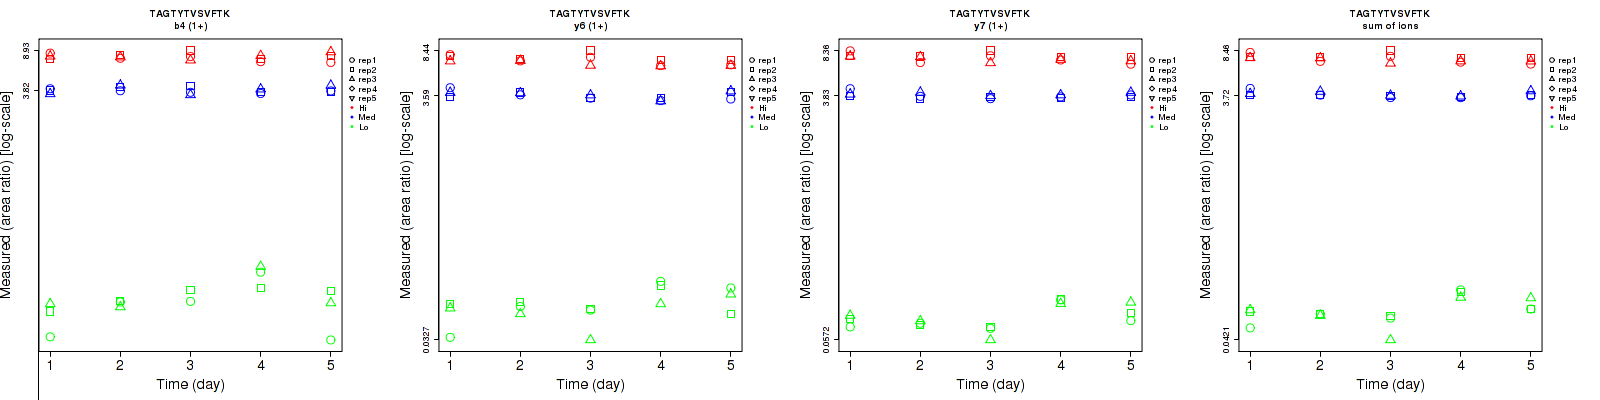 TAGTYTVSVFTK
b4 (1+)
8.93
3.82
Measured (area ratio) [log-scale]
1 2 3 4 5
Time (day)
rep1
rep2
rep3
rep4
rep5
Hi
Med
Lo
TAGTYTVSVFTK
y6 (1+)
8.44
3.59
0.0327
Measured (area ratio) [log-scale]
1 2 3 4 5
Time (day)
rep1
rep2
rep3
rep4
rep5
Hi
Med
Lo
TAGTYTVSVFTK
y7 (1+)
8.36
3.83
0.0572
Measured (area ratio) [log-scale]
1 2 3 4 5
Time (day)
rep1
rep2
rep3
rep4
rep5
Hi
Med
Lo
TAGTYTVSVFTK
sum of ions
8.46
3.72
0.0421
Measured (area ratio) [log-scale]
1 2 3 4 5
Time (day)
rep1
rep2
rep3
rep4
rep5
Hi
Med
Lo